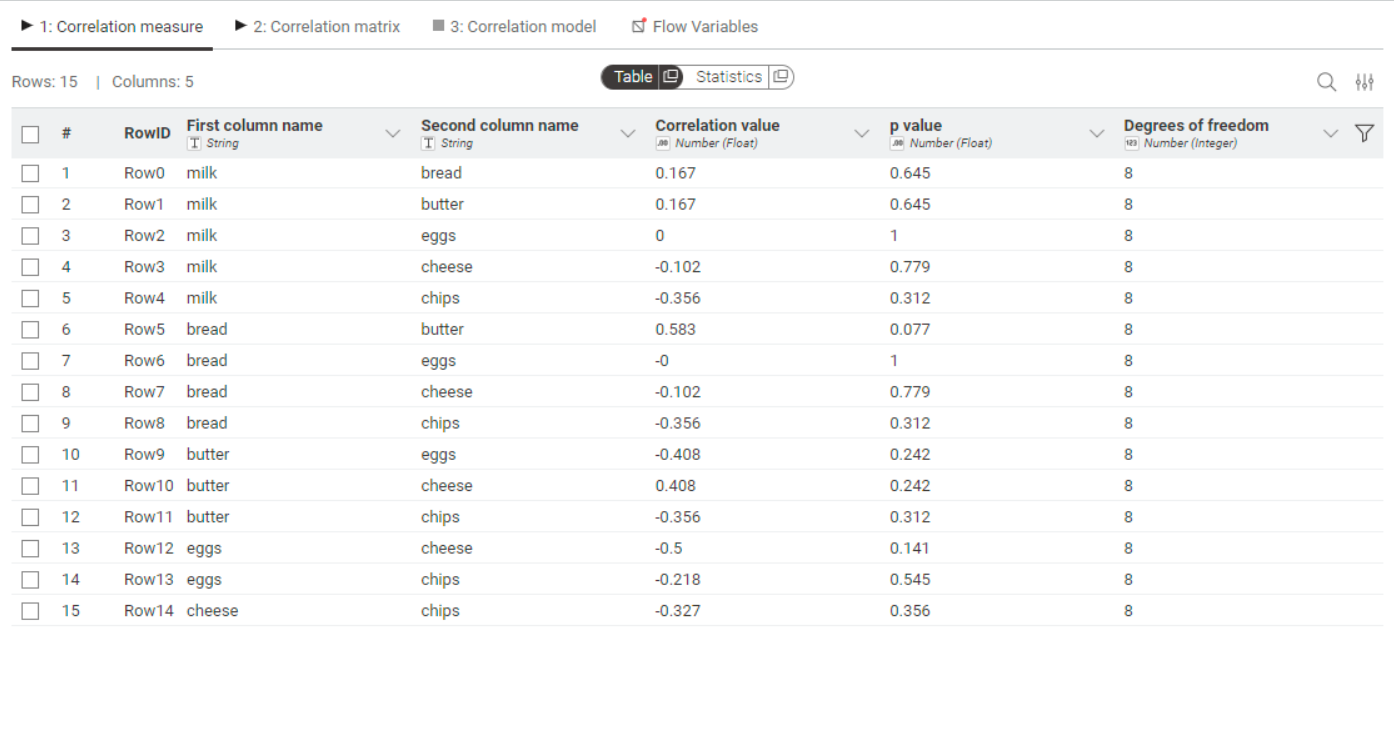 1: Correlation measure 2: Correlation matrix 3: Correlation model Flow Variables
Rows: 15 | Columns: 5 Table Statistics
# RowID First column name Second column name Correlation value p value Degrees of freedom
T String T String .00 Number (Float) .00 Number (Float) 123 Number (Integer)
1 Row0 milk bread 0.167 0.645 8
2 Row1 milk butter 0.167 0.645 8
3 Row2 milk eggs 0 1 8
4 Row3 milk cheese -0.102 0.779 8
5 Row4 milk chips -0.356 0.312 8
6 Row5 bread butter 0.583 0.077 8
7 Row6 bread eggs -0 1 8
8 Row7 bread cheese -0.102 0.779 8
9 Row8 bread chips -0.356 0.312 8
10 Row9 butter eggs -0.408 0.242 8
11 Row10 butter cheese 0.408 0.242 8
12 Row11 butter chips -0.356 0.312 8
13 Row12 eggs cheese -0.5 0.141 8
14 Row13 eggs chips -0.218 0.545 8
15 Row14 cheese chips -0.327 0.356 8